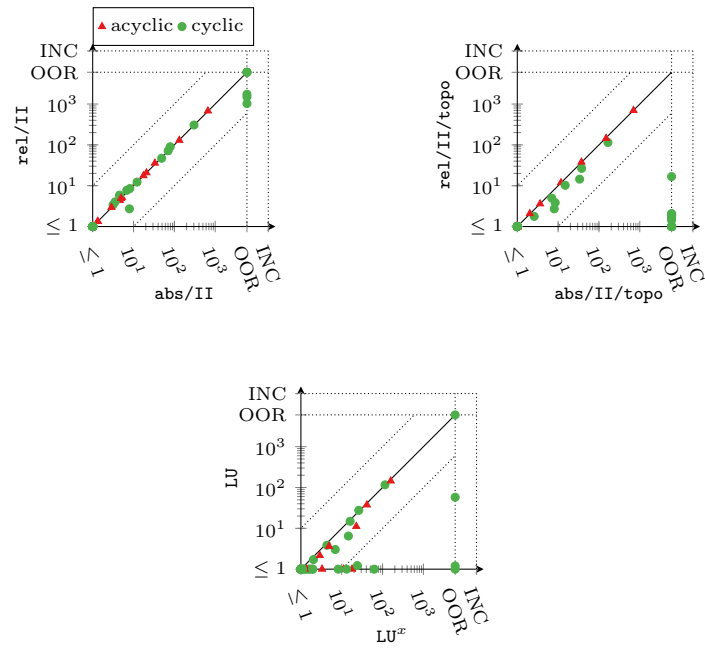 acyclic cyclic
INC
OOR
10³
10²
10¹
≤ 1
rel/II
≤ 1
10¹
10²
10³
OOR
INC
abs/II
INC
OOR
10³
10²
10¹
≤ 1
rel/II/topo
≤ 1
10¹
10²
10³
OOR
INC
abs/II/topo
INC
OOR
10³
10²
10¹
≤ 1
LU
≤ 1
10¹
10²
10³
OOR
INC
LUˣ